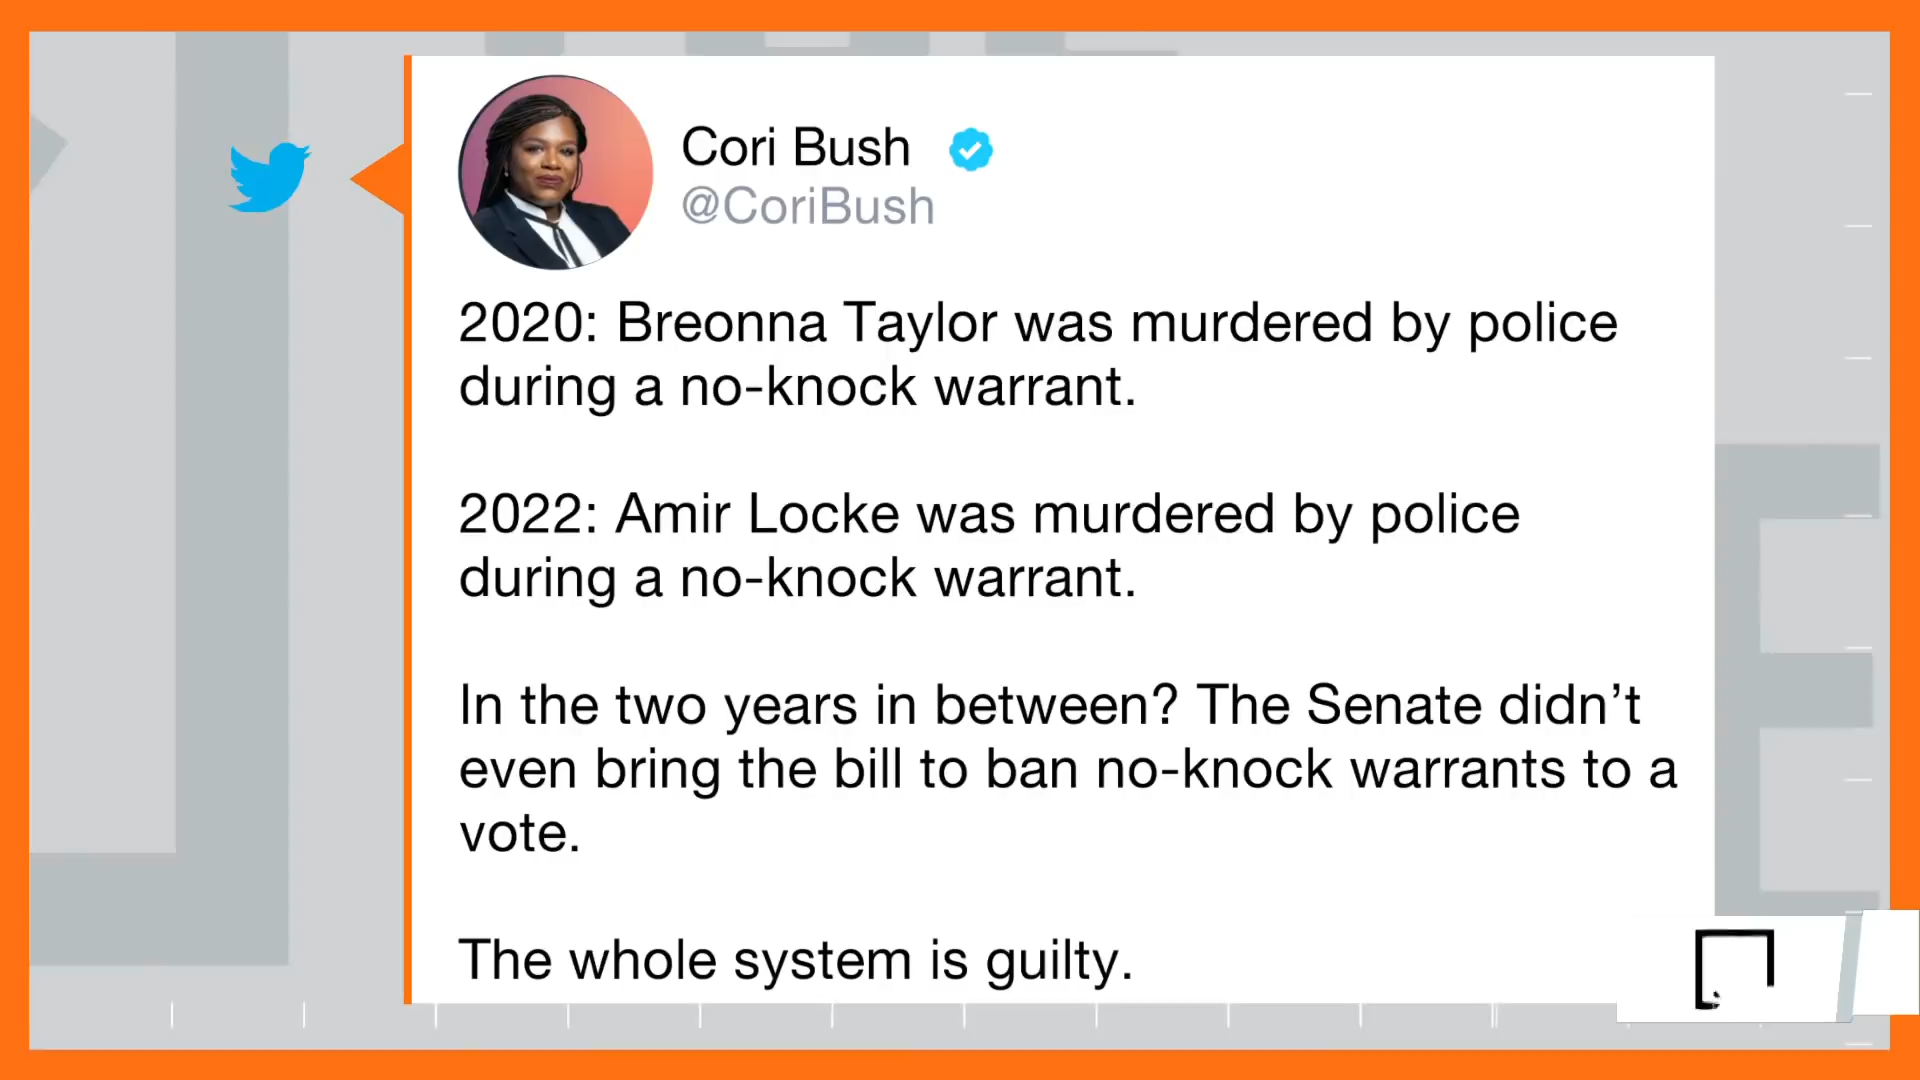 Cori Bush
@CoriBush
2020: Breonna Taylor was murdered by police
during a no-knock warrant.
2022: Amir Locke was murdered by police
during a no-knock warrant.
In the two years in between? The Senate didn’t
even bring the bill to ban no-knock warrants to a
vote.
The whole system is guilty.